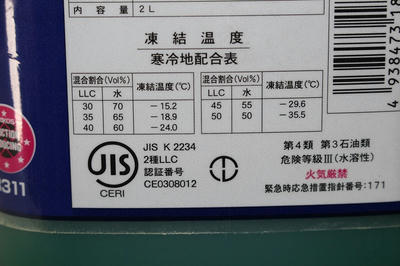 内容量 2L
凍結温度
寒冷地配合表
混合割合(Vol%) 凍結温度(℃) 混合割合(Vol%) 凍結温度(℃)
LLC 水 LLC 水
30 70 -15.2 45 55 -29.6
35 65 -18.9 50 50 -35.5
40 60 -24.0
JIS
CERI
JIS K 2234
2種LLC
認証番号
CE0308012
第4類 第3石油類
危険等級III(水溶性)
火気厳禁
緊急時応急措置指針番号:171
4 938473 18
311